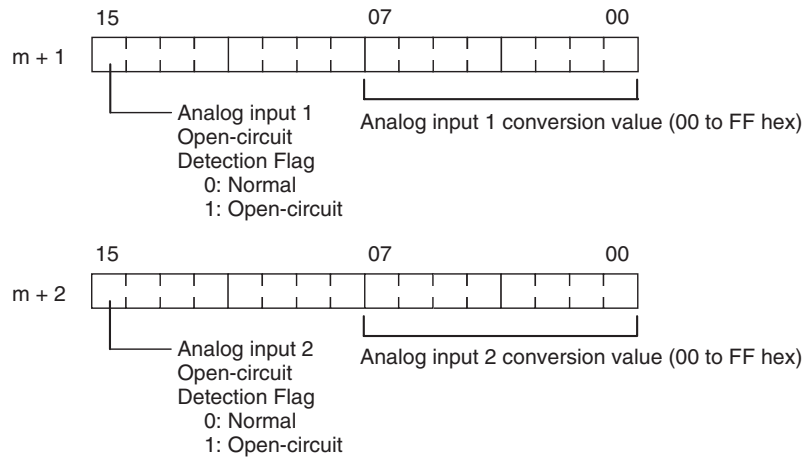 15 07 00
m + 1
Analog input 1
Open-circuit
Detection Flag
0: Normal
1: Open-circuit
Analog input 1 conversion value (00 to FF hex)
15 07 00
m + 2
Analog input 2
Open-circuit
Detection Flag
0: Normal
1: Open-circuit
Analog input 2 conversion value (00 to FF hex)